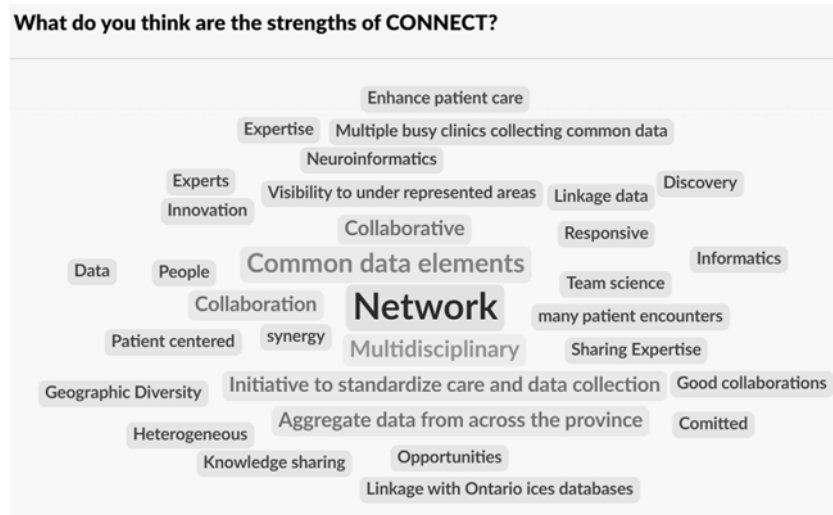 What do you think are the strengths of CONNECT?
Enhance patient care
Expertise
Multiple busy clinics collecting common data
Neuroinformatics
Experts
Visibility to under represented areas
Linkage data
Discovery
Innovation
Collaborative
Responsive
Data
People
Common data elements
Informatics
Team science
Collaboration
Network
many patient encounters
Patient centered
synergy
Multidisciplinary
Sharing Expertise
Geographic Diversity
Initiative to standardize care and data collection
Good collaborations
Heterogeneous
Aggregate data from across the province
Comitted
Knowledge sharing
Opportunities
Linkage with Ontario ices databases